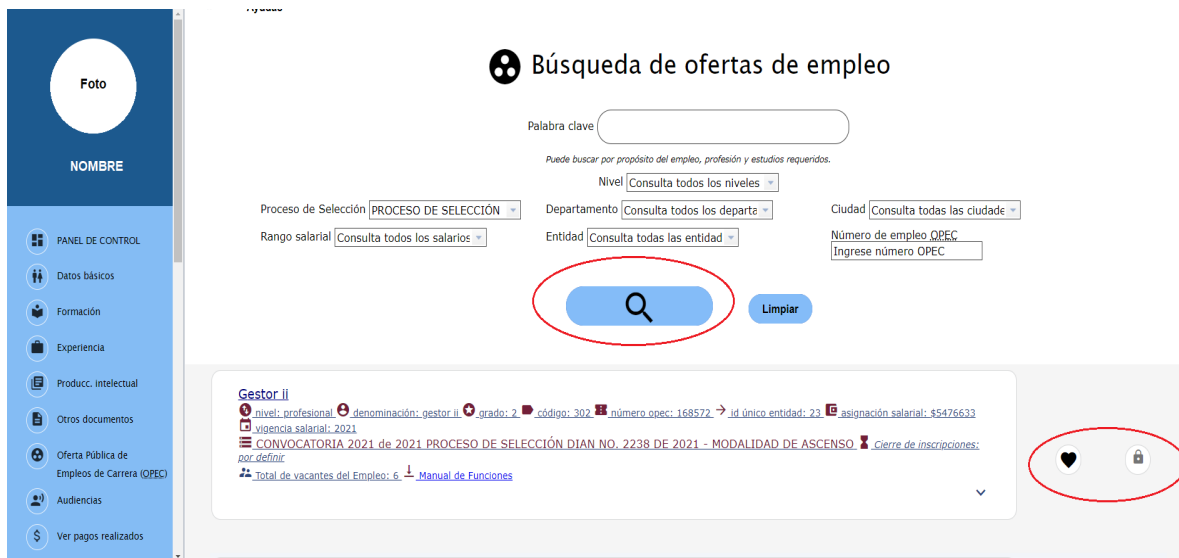 Ayudas
Foto
NOMBRE
PANEL DE CONTROL
Datos básicos
Formación
Experiencia
Producc. intelectual
Otros documentos
Oferta Pública de
Empleos de Carrera (OPEC)
Audiencias
Ver pagos realizados
Búsqueda de ofertas de empleo
Palabra clave
Puede buscar por propósito del empleo, profesión y estudios requeridos.
Nivel Consulta todos los niveles
Proceso de Selección PROCESO DE SELECCIÓN Departamento Consulta todos los departa Ciudad Consulta todas las ciudade
Rango salarial Consulta todos los salarios Entidad Consulta todas las entidad Número de empleo OPEC
Ingrese número OPEC
Limpiar
Gestor ii
nivel: profesional denominación: gestor ii grado: 2 código: 302 número opec: 168572 id único entidad: 23 asignación salarial: $5476633
vigencia salarial: 2021
CONVOCATORIA 2021 de 2021 PROCESO DE SELECCIÓN DIAN NO. 2238 DE 2021 - MODALIDAD DE ASCENSO Cierre de inscripciones:
por definir
Total de vacantes del Empleo: 6 Manual de Funciones